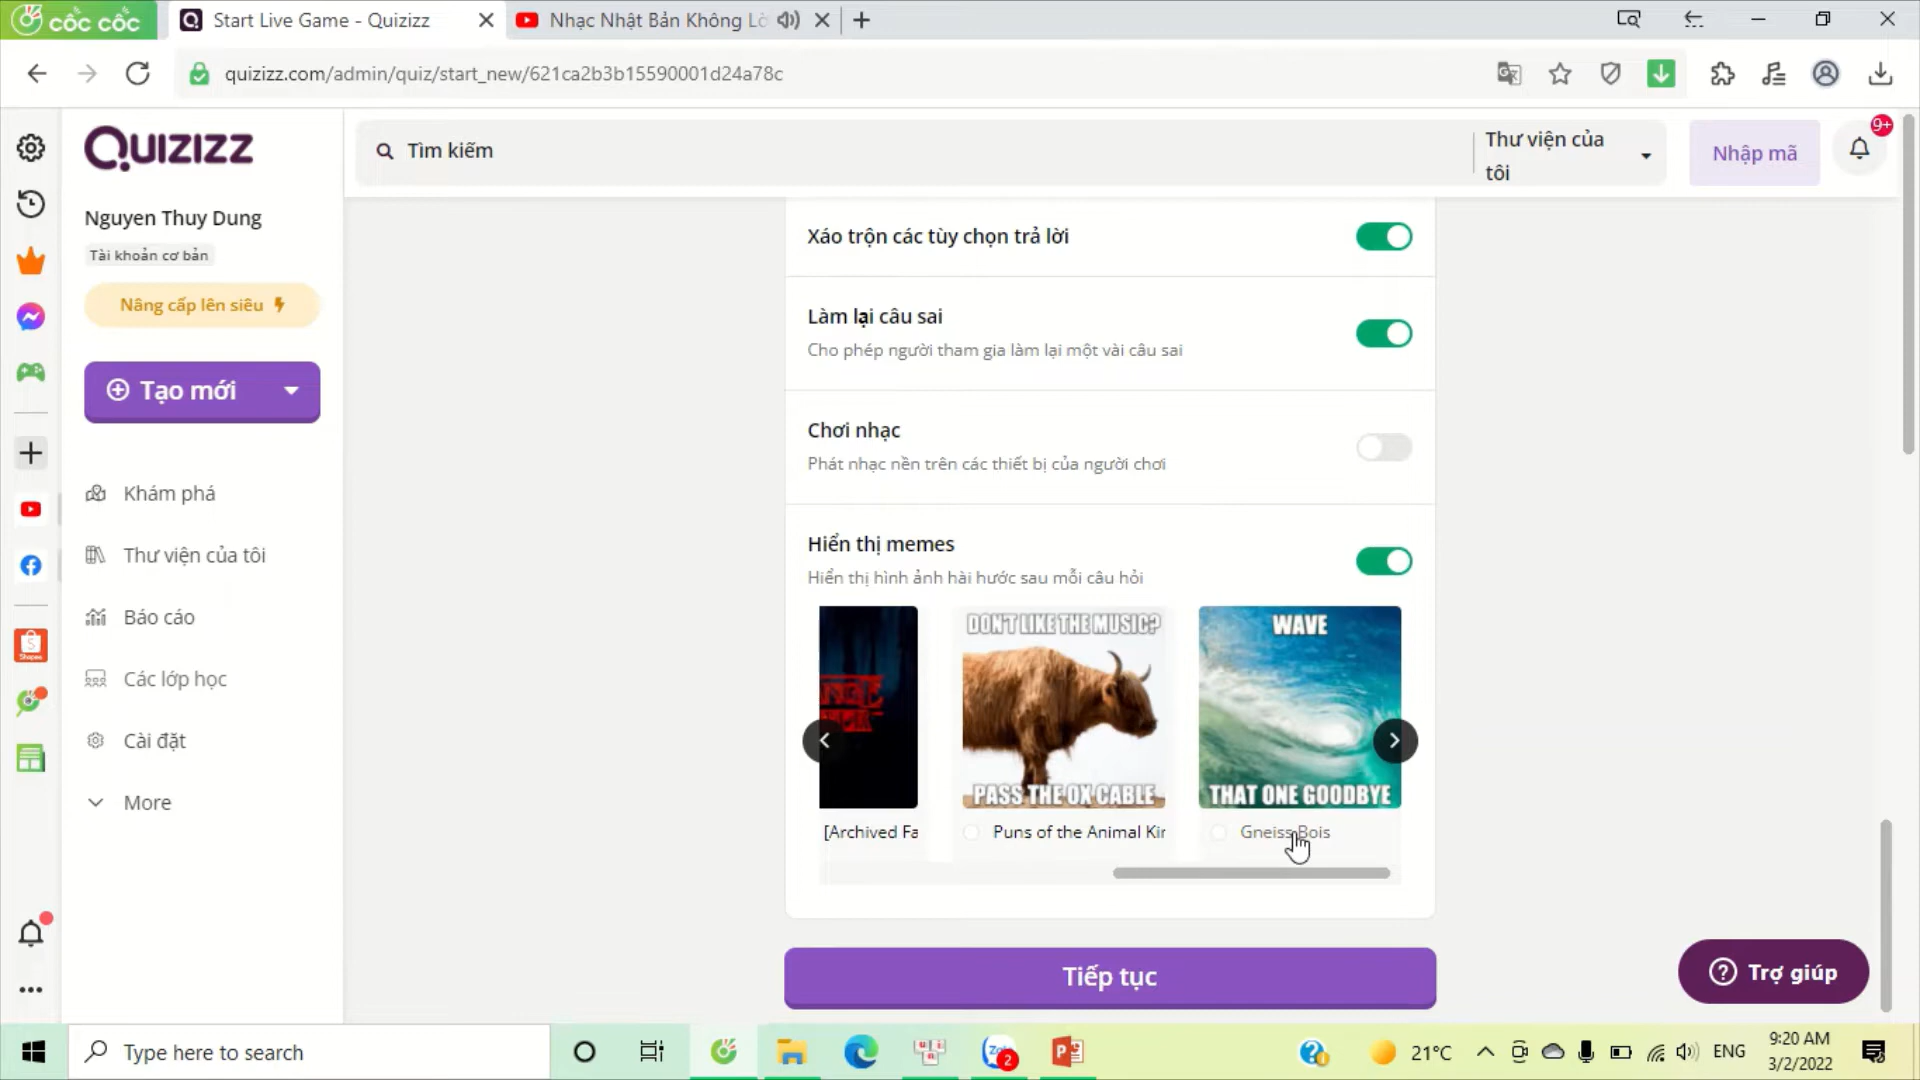 cốc cốc
Start Live Game - Quizizz
Nhạc Nhật Bản Không Lờ
quizizz.com/admin/quiz/start_new/621ca2b3b15590001d24a78c
Quizizz
Tìm kiếm
Thư viện của
tôi
Nhập mã
9+
Nguyen Thuy Dung
Tài khoản cơ bản
Nâng cấp lên siêu
Tạo mới
Khám phá
Thư viện của tôi
Báo cáo
Các lớp học
Cài đặt
More
Xáo trộn các tùy chọn trả lời
Làm lại câu sai
Cho phép người tham gia làm lại một vài câu sai
Chơi nhạc
Phát nhạc nền trên các thiết bị của người chơi
Hiển thị memes
Hiển thị hình ảnh hài hước sau mỗi câu hỏi
DON'T LIKE THE MUSIC?
PASS THE OX CABLE
WAVE
THAT ONE GOODBYE
[Archived Fa
Puns of the Animal Kin
Gneiss Bois
Tiếp tục
Trợ giúp
Shopee
Type here to search
Zalo
2
21°C
ENG
9:20 AM
3/2/2022